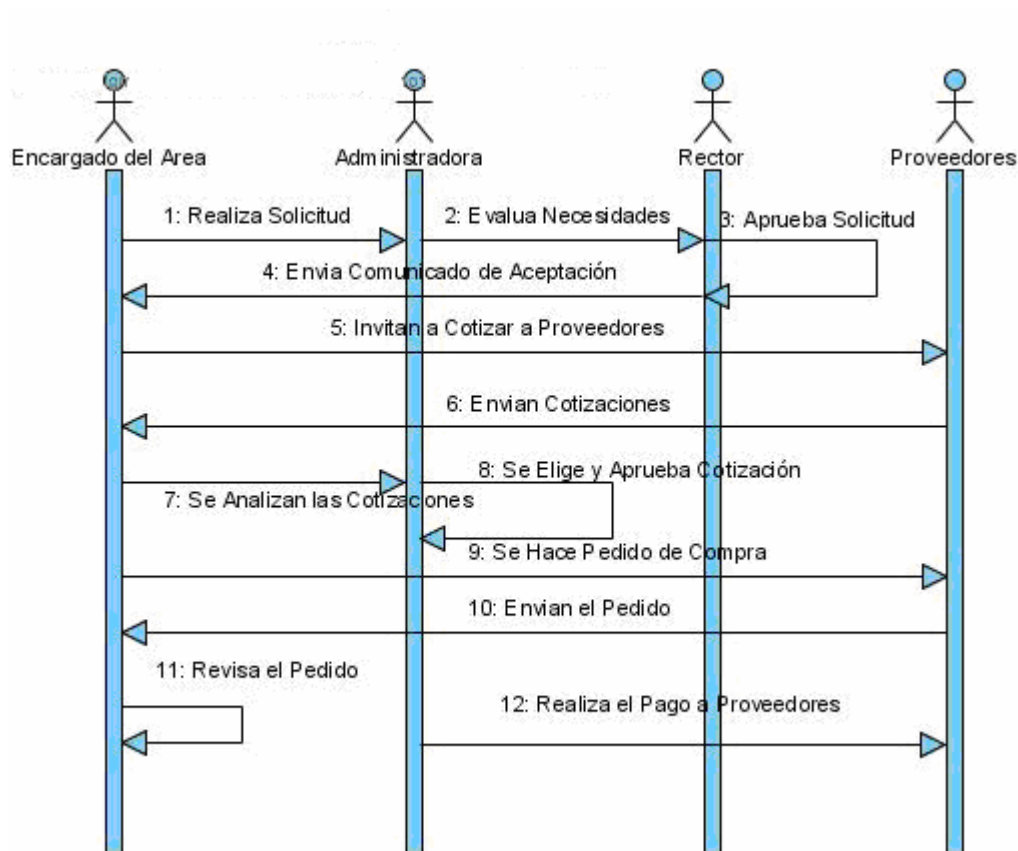 Encargado del Area
Administradora
Rector
Proveedores
1: Realiza Solicitud
2: Evalua Necesidades
3: Aprueba Solicitud
4: Envia Comunicado de Aceptación
5: Invitan a Cotizar a Proveedores
6: Envian Cotizaciones
8: Se Elige y Aprueba Cotización
7: Se Analizan las Cotizaciones
9: Se Hace Pedido de Compra
10: Envian el Pedido
11: Revisa el Pedido
12: Realiza el Pago a Proveedores